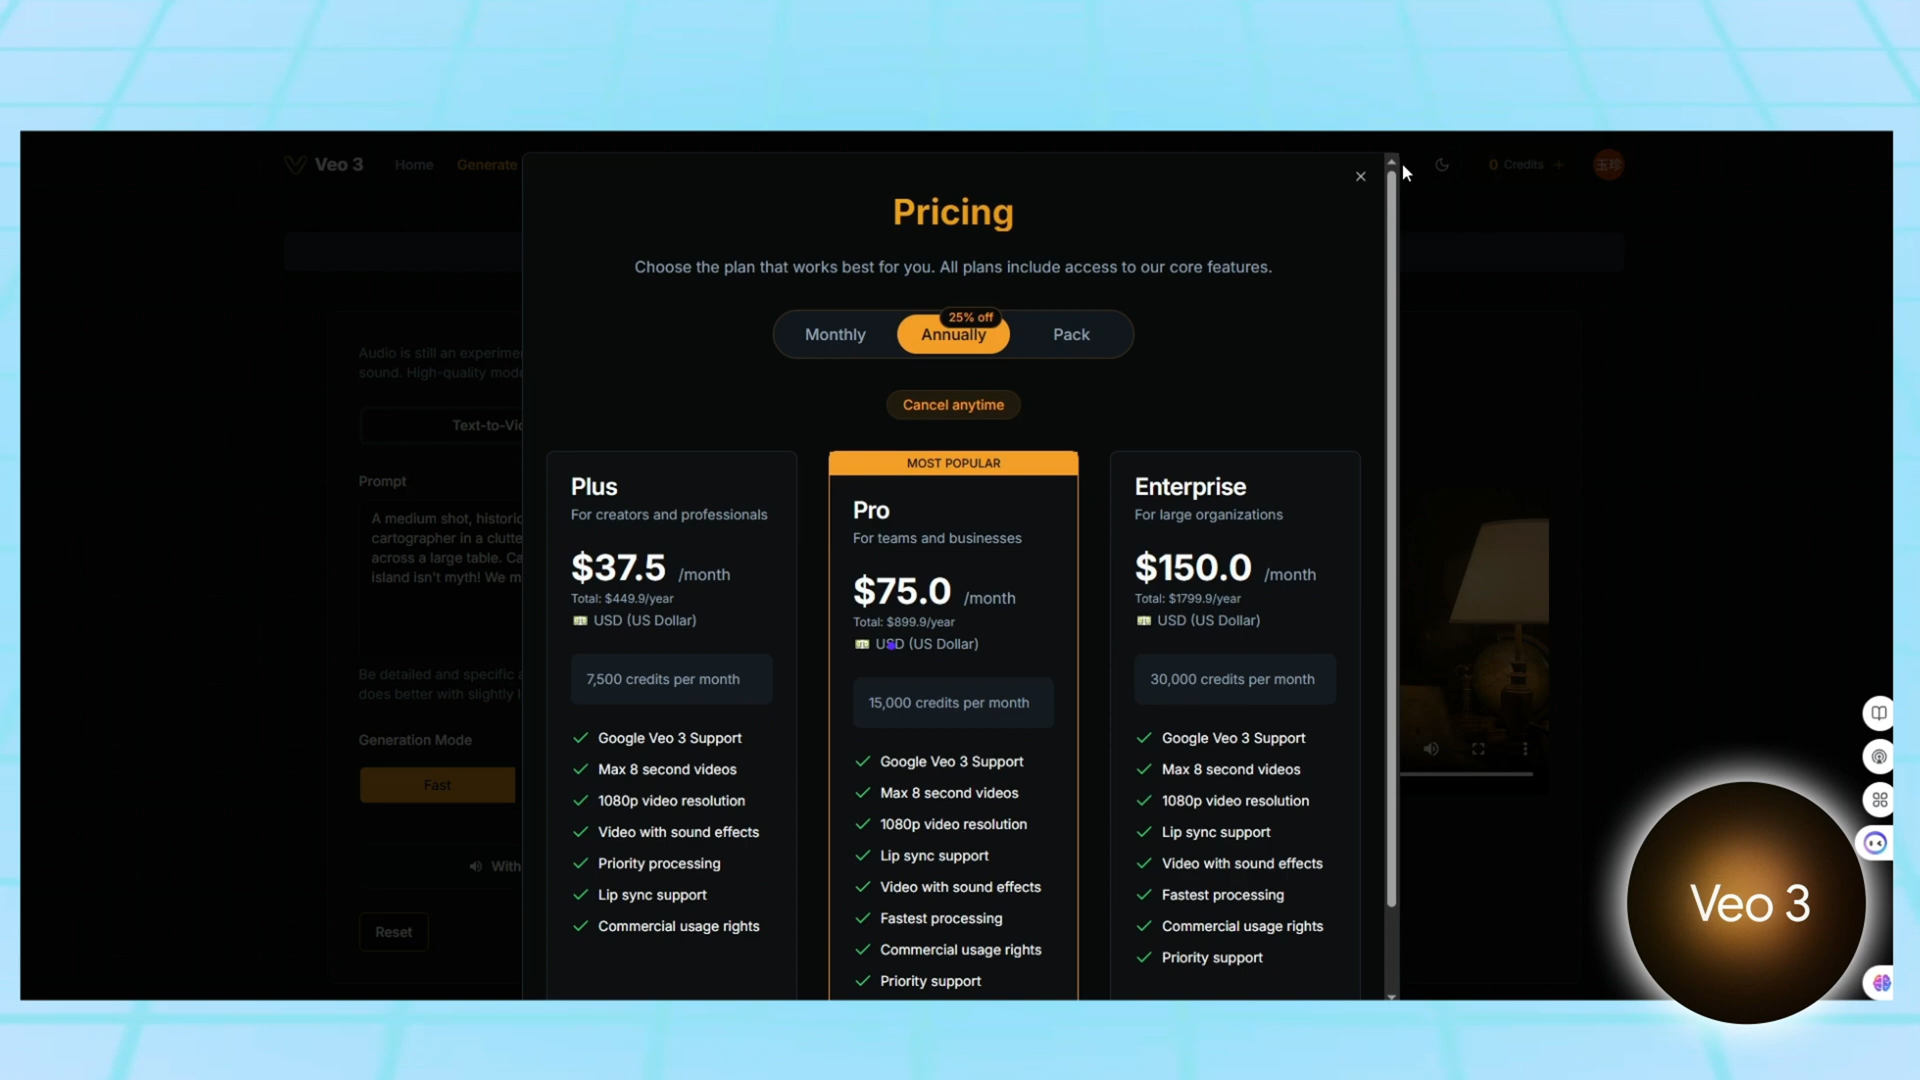 Veo 3
Home
Generate
0 Credits +
玉珍
Pricing
Choose the plan that works best for you. All plans include access to our core features.
25% off
Monthly
Annually
Pack
Cancel anytime
Audio is still an experime
sound. High-quality mode
Text-to-Vid
Prompt
A medium shot, historic
cartographer in a clutte
across a large table. Ca
island isn't myth! We m
Be detailed and specific a
does better with slightly l
Generation Mode
Fast
With
Reset
Plus
For creators and professionals
$37.5 /month
Total: $449.9/year
USD (US Dollar)
7,500 credits per month
Google Veo 3 Support
Max 8 second videos
1080p video resolution
Video with sound effects
Priority processing
Lip sync support
Commercial usage rights
MOST POPULAR
Pro
For teams and businesses
$75.0 /month
Total: $899.9/year
USD (US Dollar)
15,000 credits per month
Google Veo 3 Support
Max 8 second videos
1080p video resolution
Lip sync support
Video with sound effects
Fastest processing
Commercial usage rights
Priority support
Enterprise
For large organizations
$150.0 /month
Total: $1799.9/year
USD (US Dollar)
30,000 credits per month
Google Veo 3 Support
Max 8 second videos
1080p video resolution
Lip sync support
Video with sound effects
Fastest processing
Commercial usage rights
Priority support
Veo 3